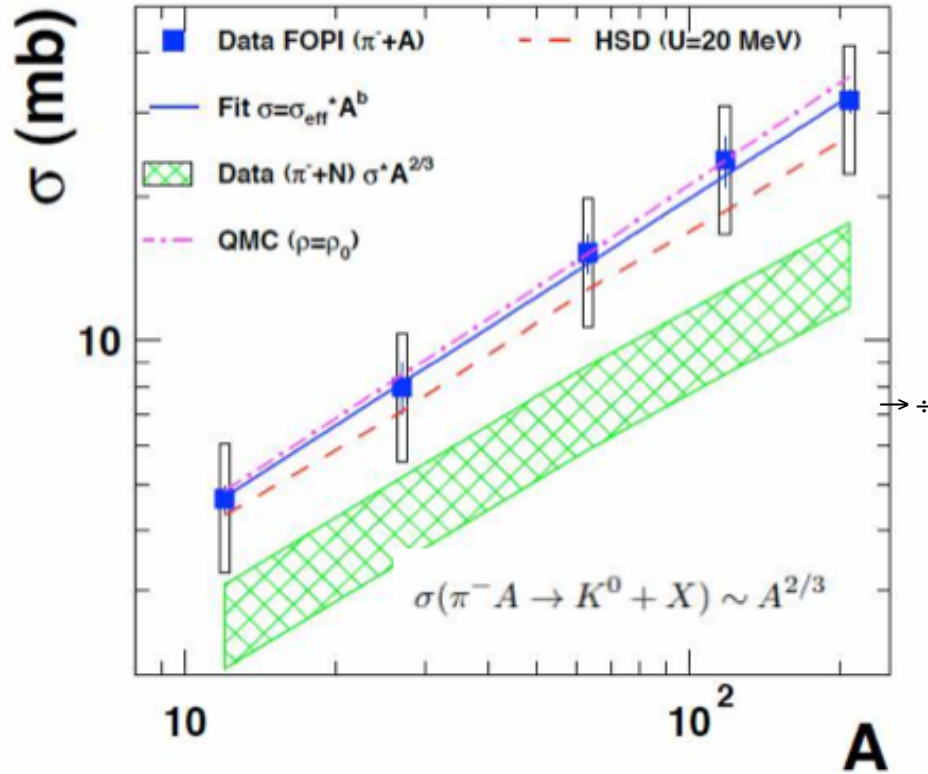 σ (mb)
Data FOPI (π⁻+A)
HSD (U=20 MeV)
Fit σ=σ_eff*A^b
Data (π⁻+N) σ*A^2/3
QMC (ρ=ρ₀)
10
→ ÷
σ(π⁻A → K⁰ + X) ∼ A^2/3
10
10²
A